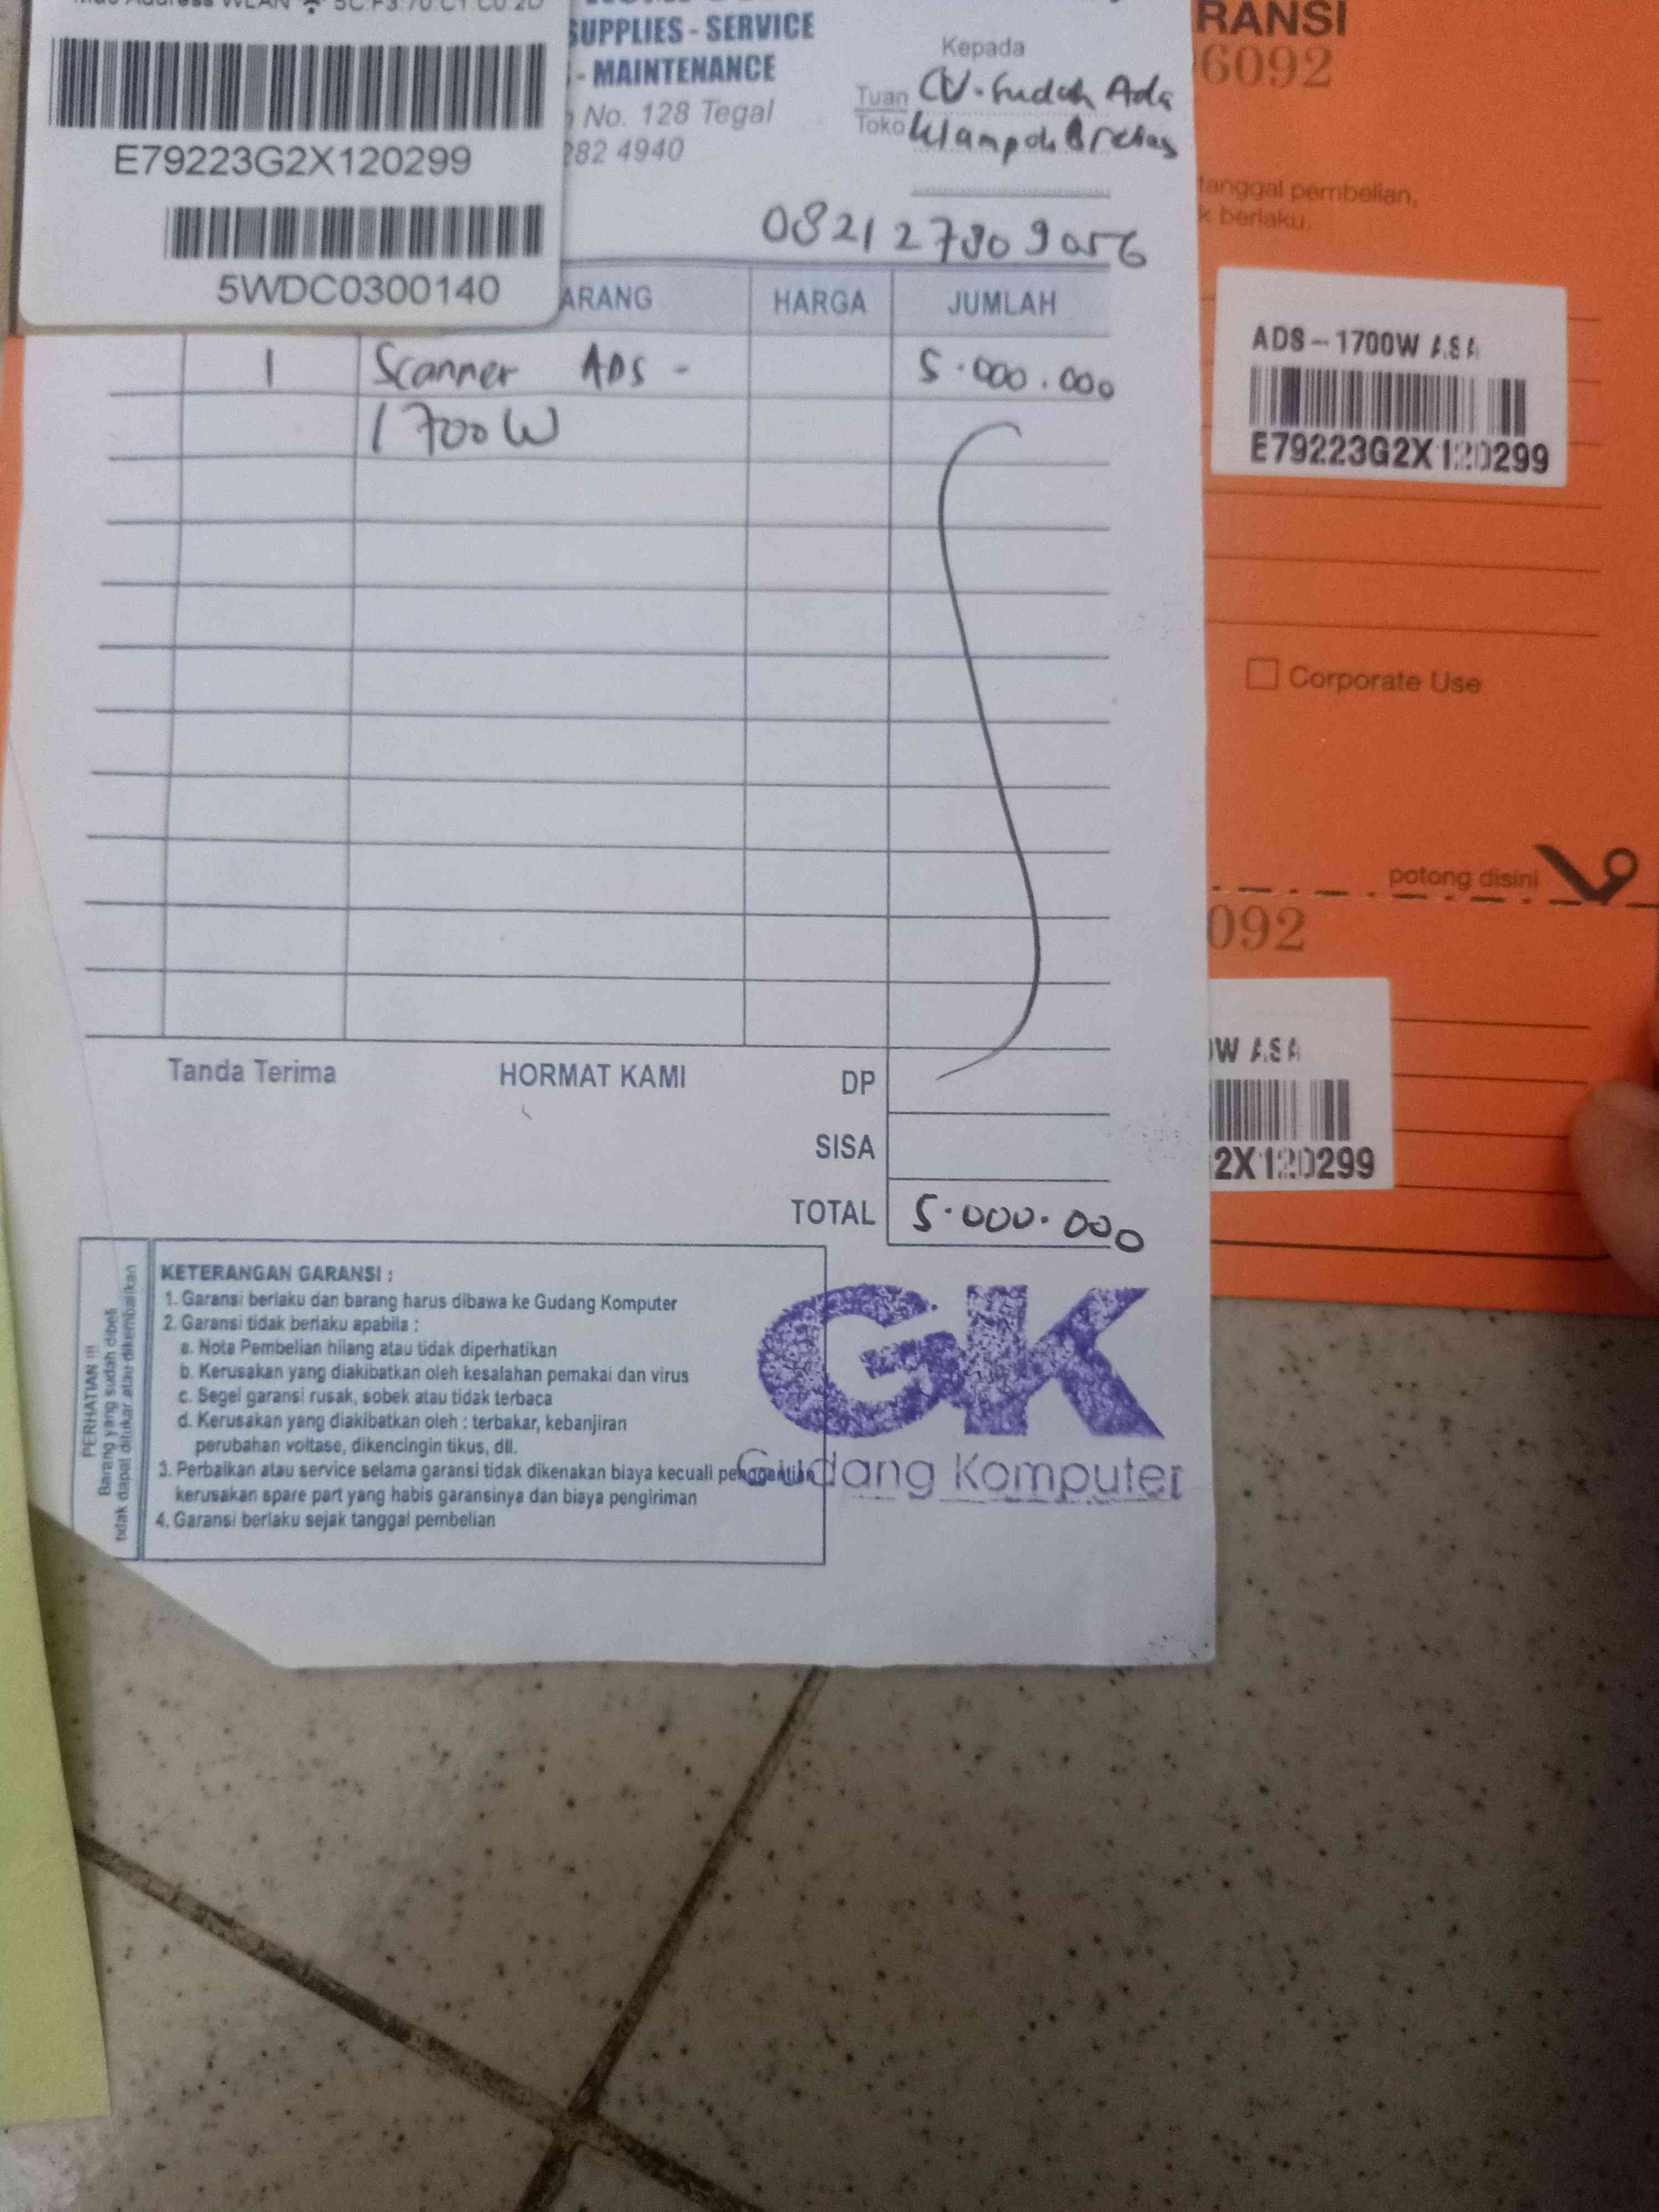 E79223G2X120299
5WDC0300140
SUPPLIES - SERVICE
- MAINTENANCE
No. 128 Tegal
282 4940
Kepada
Tuan CV. Sudah Ada
Toko Klampok Brebes
ARANG HARGA JUMLAH
1 Scanner ADS - 5.000.000
1700W
Tanda Terima HORMAT KAMI DP
SISA
TOTAL 5.000.000
PERHATIAN !!!
Barang yang sudah dibeli
tidak dapat ditukar atau dikembalikan
KETERANGAN GARANSI :
1. Garansi berlaku dan barang harus dibawa ke Gudang Komputer
2. Garansi tidak berlaku apabila :
a. Nota Pembelian hilang atau tidak diperhatikan
b. Kerusakan yang diakibatkan oleh kesalahan pemakai dan virus
c. Segel garansi rusak, sobek atau tidak terbaca
d. Kerusakan yang diakibatkan oleh : terbakar, kebanjiran
perubahan voltase, dikencingin tikus, dll.
3. Perbaikan atau service selama garansi tidak dikenakan biaya kecuali penggantian
kerusakan spare part yang habis garansinya dan biaya pengiriman
4. Garansi berlaku sejak tanggal pembelian
GK
Gudang Komputer
RANSI
6092
tanggal pembelian,
k berlaku.
ADS-1700W ASA
E79223G2X120299
Corporate Use
potong disini
092
W ASA
2X120299